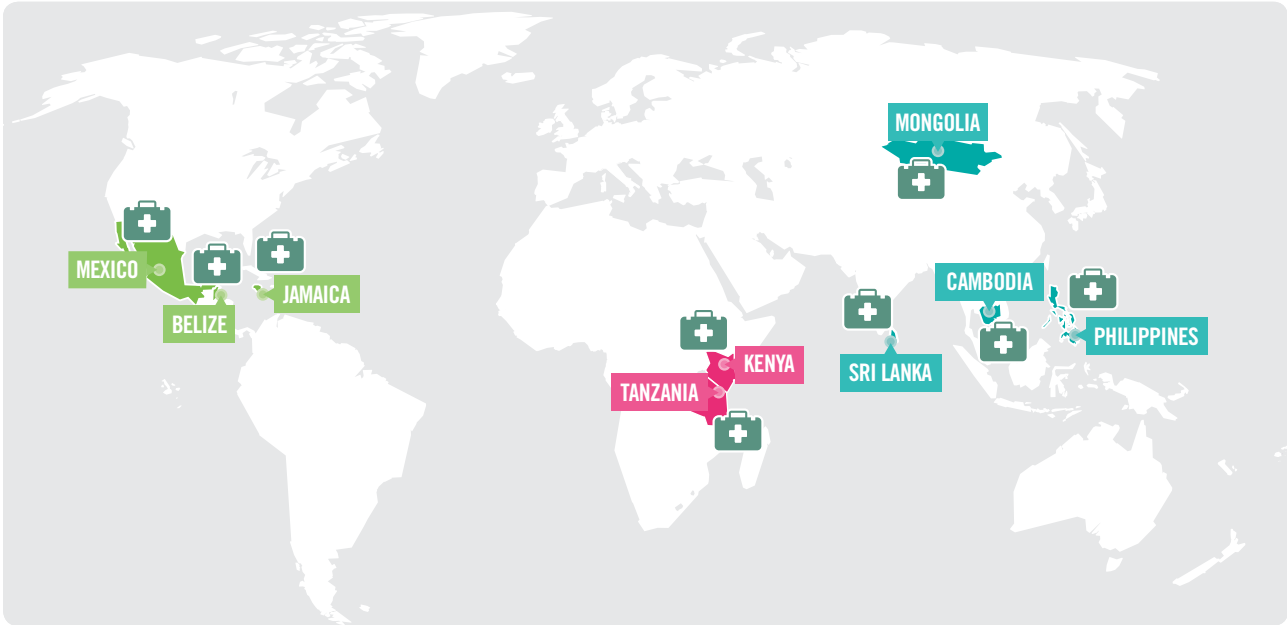 MONGOLIA
MEXICO
CAMBODIA
JAMAICA
BELIZE
PHILIPPINES
KENYA
SRI LANKA
TANZANIA